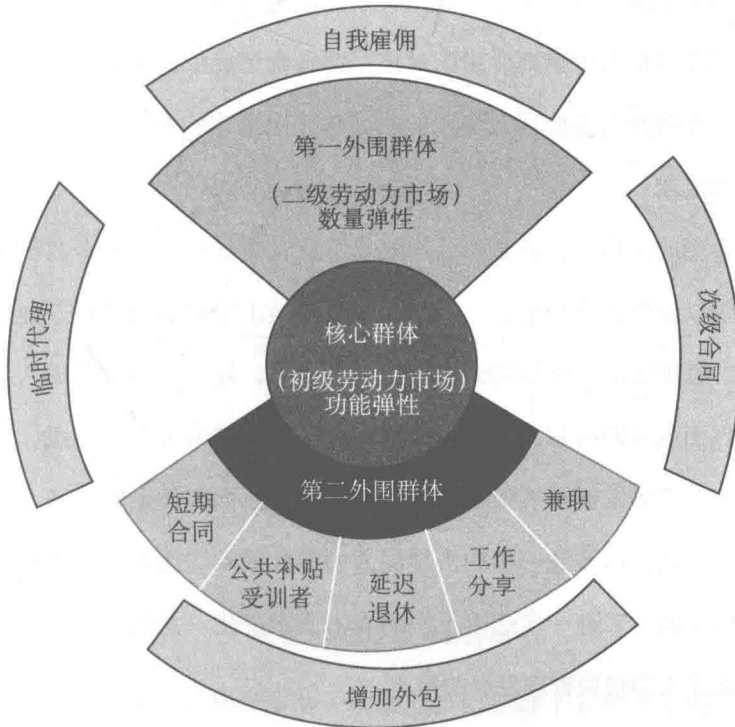 自我雇佣
第一外围群体
（二级劳动力市场）
数量弹性
临时代理
次级合同
核心群体
（初级劳动力市场）
功能弹性
第二外围群体
短期
合同
公共补贴
受训者
延迟
退休
工作
分享
兼职
增加外包